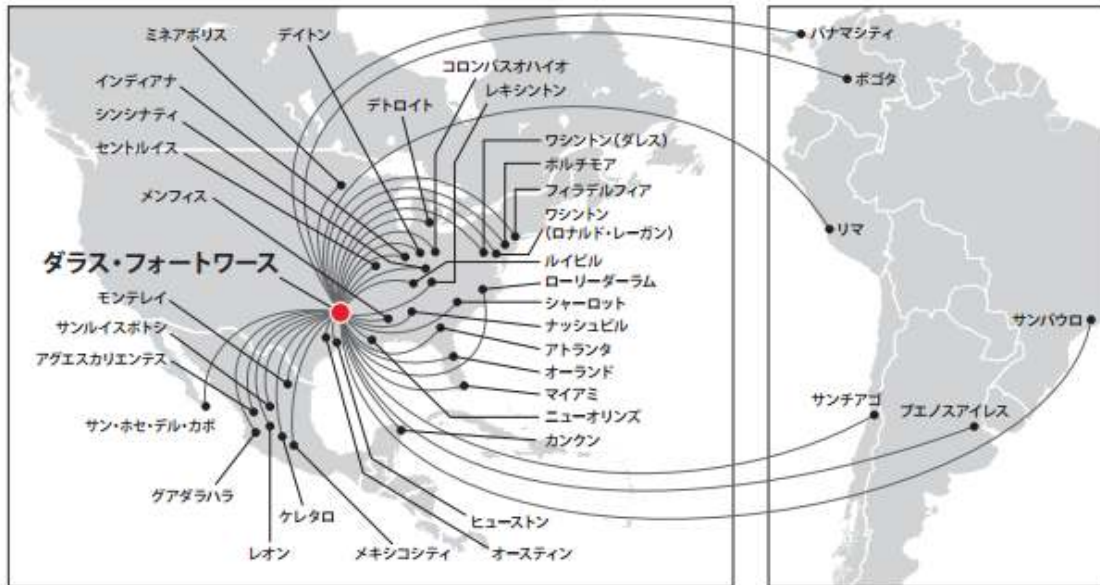 ミネアポリス
デイトン
コロンバスオハイオ
インディアナ
レキシントン
デトロイト
シンシナティ
セントルイス
ワシントン(ダレス)
ボルチモア
メンフィス
フィラデルフィア
ワシントン
(ロナルド・レーガン)
ダラス・フォートワース
ルイビル
ローリーダーラム
モンテレイ
シャーロット
サンルイスポトシ
ナッシュビル
アグエスカリエンテス
アトランタ
オーランド
マイアミ
サン・ホセ・デル・カボ
ニューオリンズ
カンクン
グアダラハラ
ケレタロ
ヒューストン
レオン
メキシコシティ
オースティン
パナマシティ
ボゴタ
リマ
サンパウロ
サンチアゴ
ブエノスアイレス